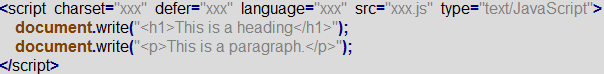 <script charset="xxx" defer="xxx" language="xxx" src="xxx.js" type="text/JavaScript">
document.write("<h1>This is a heading</h1>");
document.write("<p>This is a paragraph.</p>");
</script>